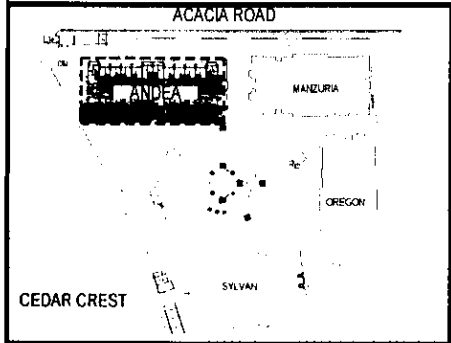 ACACIA ROAD
ANDEA
MANZURIA
OREGON
SYLVAN
CEDAR CREST